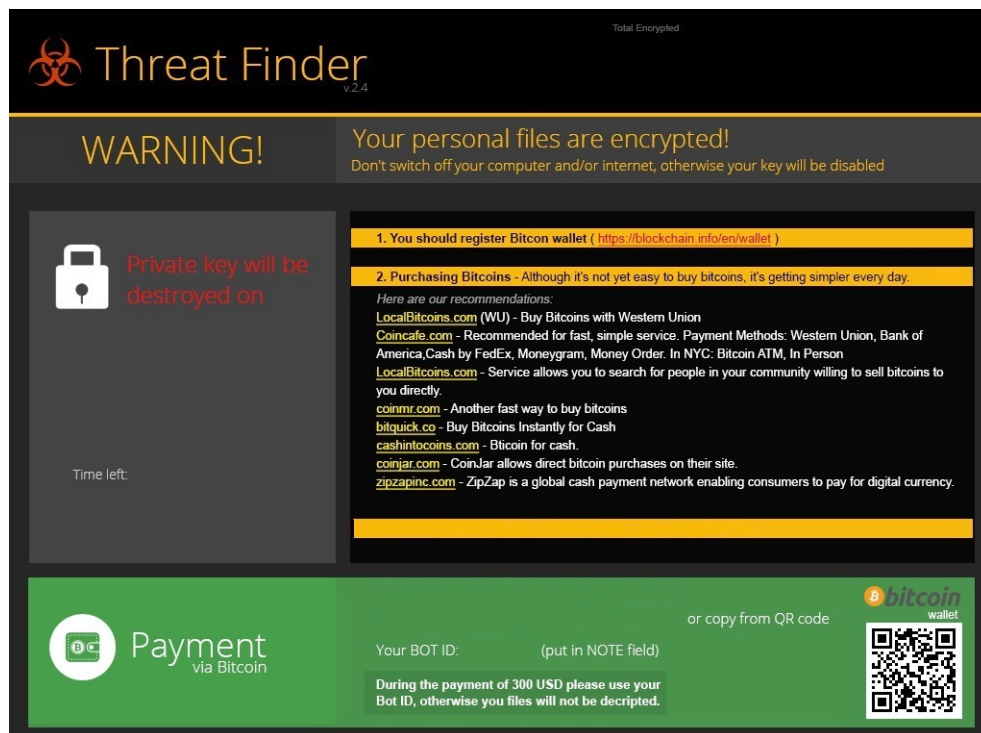 Total Encrypted
Threat Finder
v.2.4
WARNING!
Your personal files are encrypted!
Don't switch off your computer and/or internet, otherwise your key will be disabled
Private key will be
destroyed on
Time left:
1. You should register Bitcon wallet ( https://blockchain.info/en/wallet )
2. Purchasing Bitcoins - Although it's not yet easy to buy bitcoins, it's getting simpler every day.
Here are our recommendations:
LocalBitcoins.com (WU) - Buy Bitcoins with Western Union
Coincafe.com - Recommended for fast, simple service. Payment Methods: Western Union, Bank of
America,Cash by FedEx, Moneygram, Money Order. In NYC: Bitcoin ATM, In Person
LocalBitcoins.com - Service allows you to search for people in your community willing to sell bitcoins to
you directly.
coinmr.com - Another fast way to buy bitcoins
bitquick.co - Buy Bitcoins Instantly for Cash
cashintocoins.com - Bticoin for cash.
coinjar.com - CoinJar allows direct bitcoin purchases on their site.
zipzapinc.com - ZipZap is a global cash payment network enabling consumers to pay for digital currency.
Payment
via Bitcoin
Your BOT ID: (put in NOTE field)
During the payment of 300 USD please use your
Bot ID, otherwise you files will not be decripted.
or copy from QR code
bitcoin
wallet